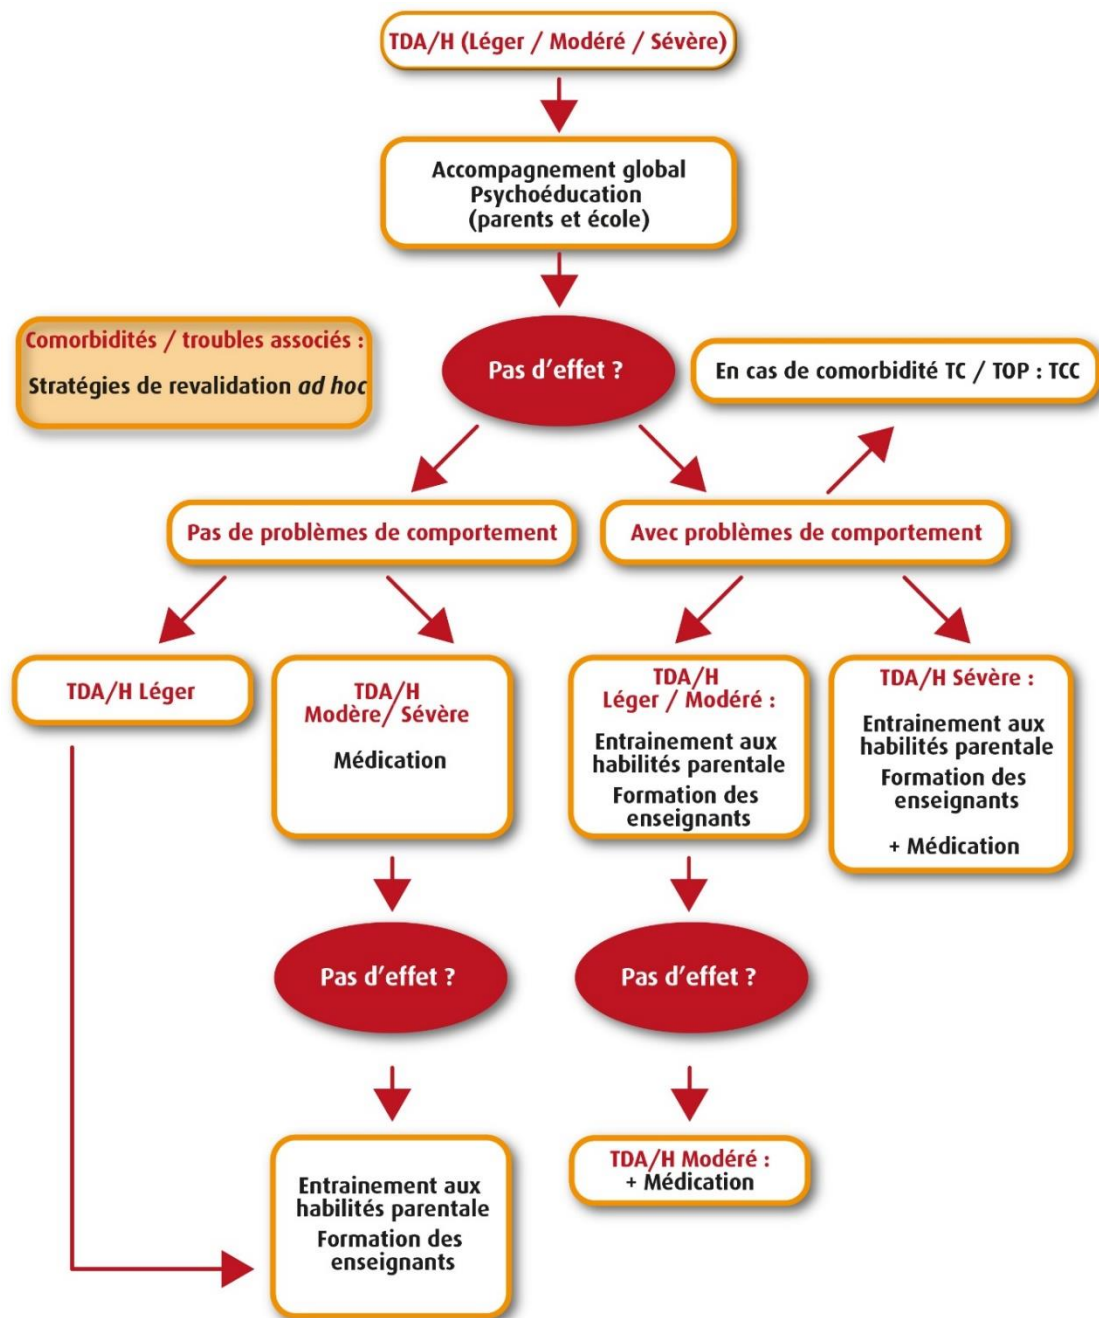 TDA/H (Léger / Modéré / Sévère)
Accompagnement global
Psychoéducation
(parents et école)
Comorbidités / troubles associés :
Stratégies de revalidation ad hoc
Pas d'effet ?
En cas de comorbidité TC / TOP : TCC
Pas de problèmes de comportement
Avec problèmes de comportement
TDA/H Léger
TDA/H
Modère/ Sévère
Médication
TDA/H
Léger / Modéré :
Entrainement aux
habilités parentale
Formation des
enseignants
TDA/H Sévère :
Entrainement aux
habilités parentale
Formation des
enseignants
+ Médication
Pas d'effet ?
Pas d'effet ?
Entrainement aux
habilités parentale
Formation des
enseignants
TDA/H Modéré :
+ Médication